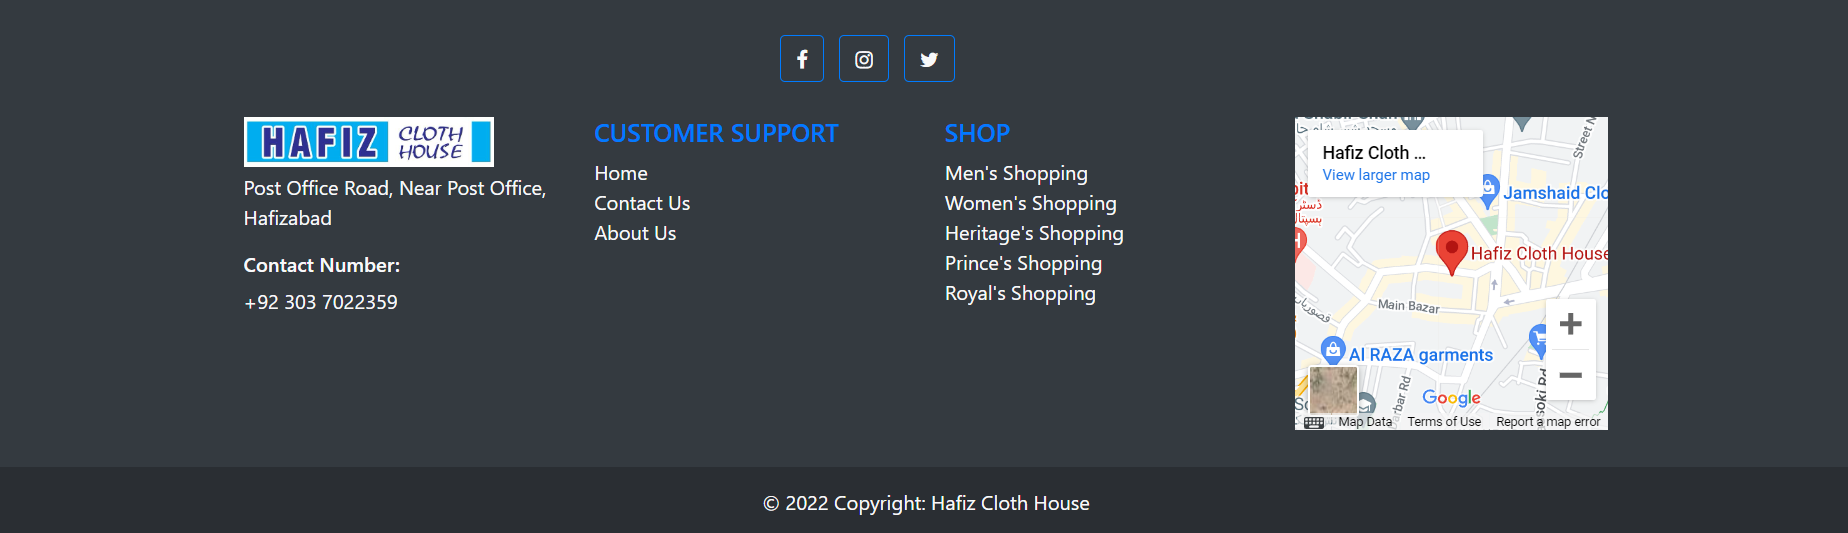 HAFIZ CLOTH HOUSE
Post Office Road, Near Post Office,
Hafizabad
Contact Number:
+92 303 7022359
CUSTOMER SUPPORT
Home
Contact Us
About Us
SHOP
Men's Shopping
Women's Shopping
Heritage's Shopping
Prince's Shopping
Royal's Shopping
Hafiz Cloth ...
View larger map
Street N
Jamshaid Clo
Hafiz Cloth House
Main Bazar
Al RAZA garments
Google
Map Data
Terms of Use
Report a map error
© 2022 Copyright: Hafiz Cloth House